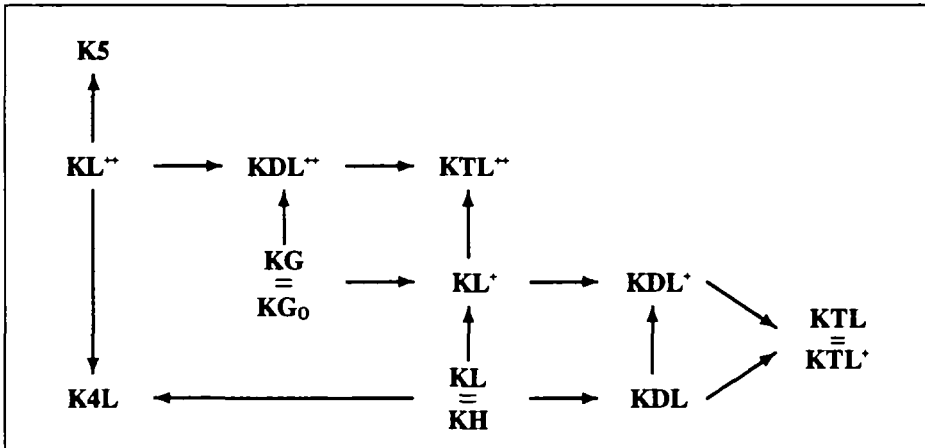 K5
KL⁺⁺ KDL⁺⁺ KTL⁺⁺
KG
=
KG₀
KL⁺ KDL⁺
KTL
=
KTL⁺
K4L
KL
=
KH
KDL